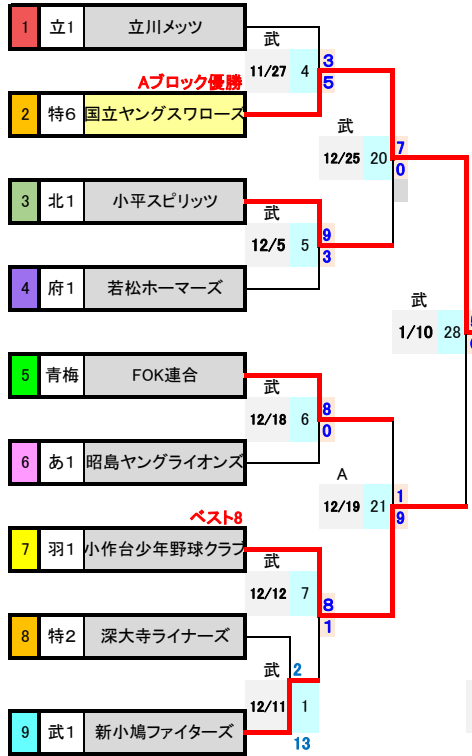 1 立1 立川メッツ
武
11/27 4 3
5
Aブロック優勝
2 特6 国立ヤングスワローズ
武
12/25 20 7
0
3 北1 小平スピリッツ
武
12/5 5 9
3
4 府1 若松ホーマーズ
武
1/10 28
5 青梅 FOK連合
武
12/18 6 8
0
6 あ1 昭島ヤングライオンズ
A
12/19 21 1
9
ベスト8
7 羽1 小作台少年野球クラブ
武
12/12 7 8
1
8 特2 深大寺ライナーズ
武 2
12/11 1
13
9 武1 新小鳩ファイターズ